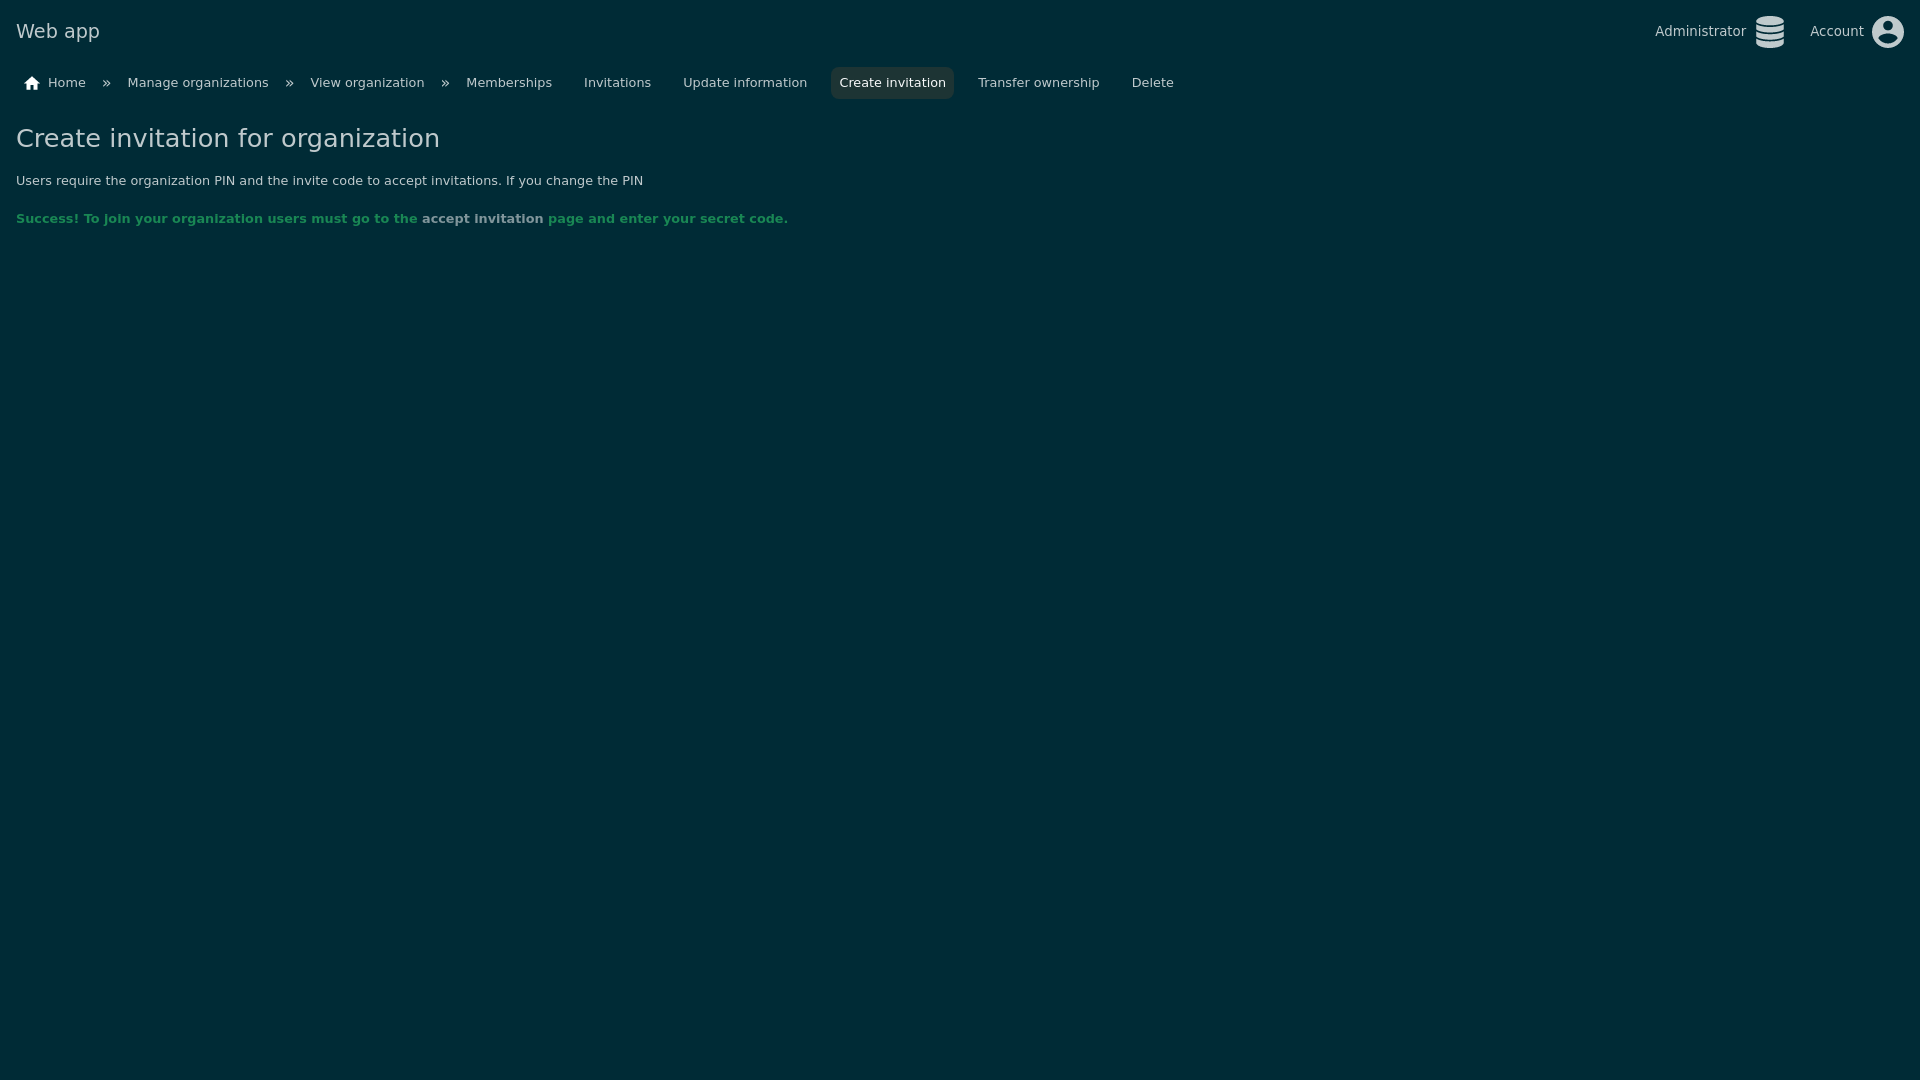 Web app
Administrator
Account
Home » Manage organizations » View organization » Memberships Invitations Update information Create invitation Transfer ownership Delete
Create invitation for organization
Users require the organization PIN and the invite code to accept invitations. If you change the PIN
Success! To join your organization users must go to the accept invitation page and enter your secret code.